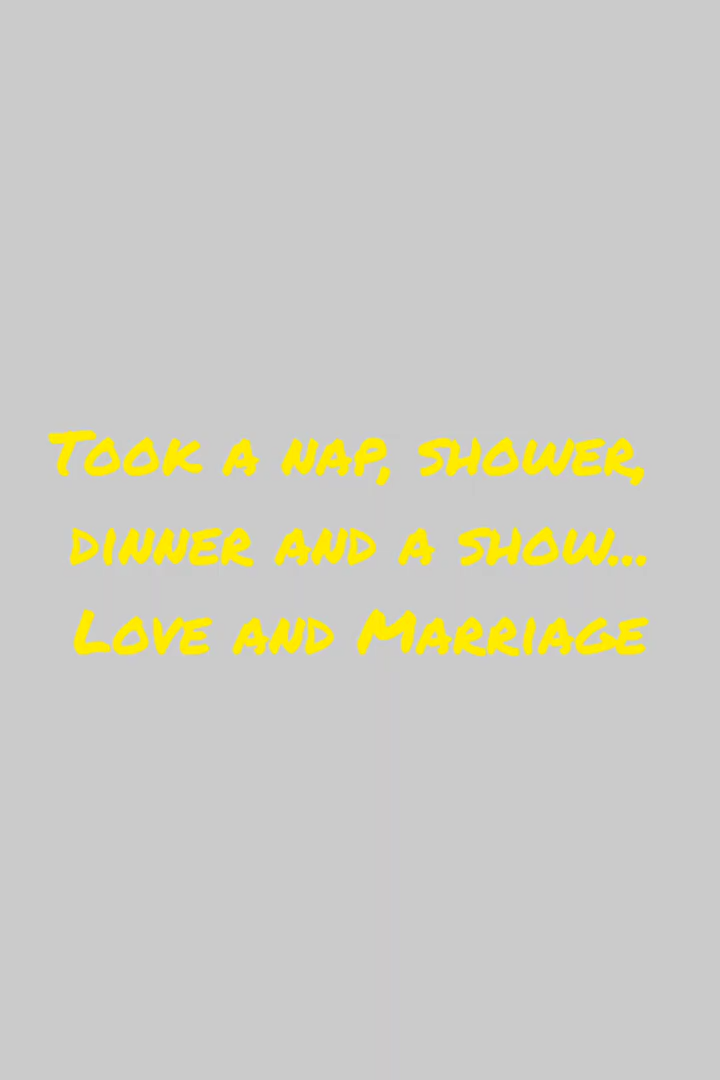 Took a nap, shower,
dinner and a show...
Love and Marriage